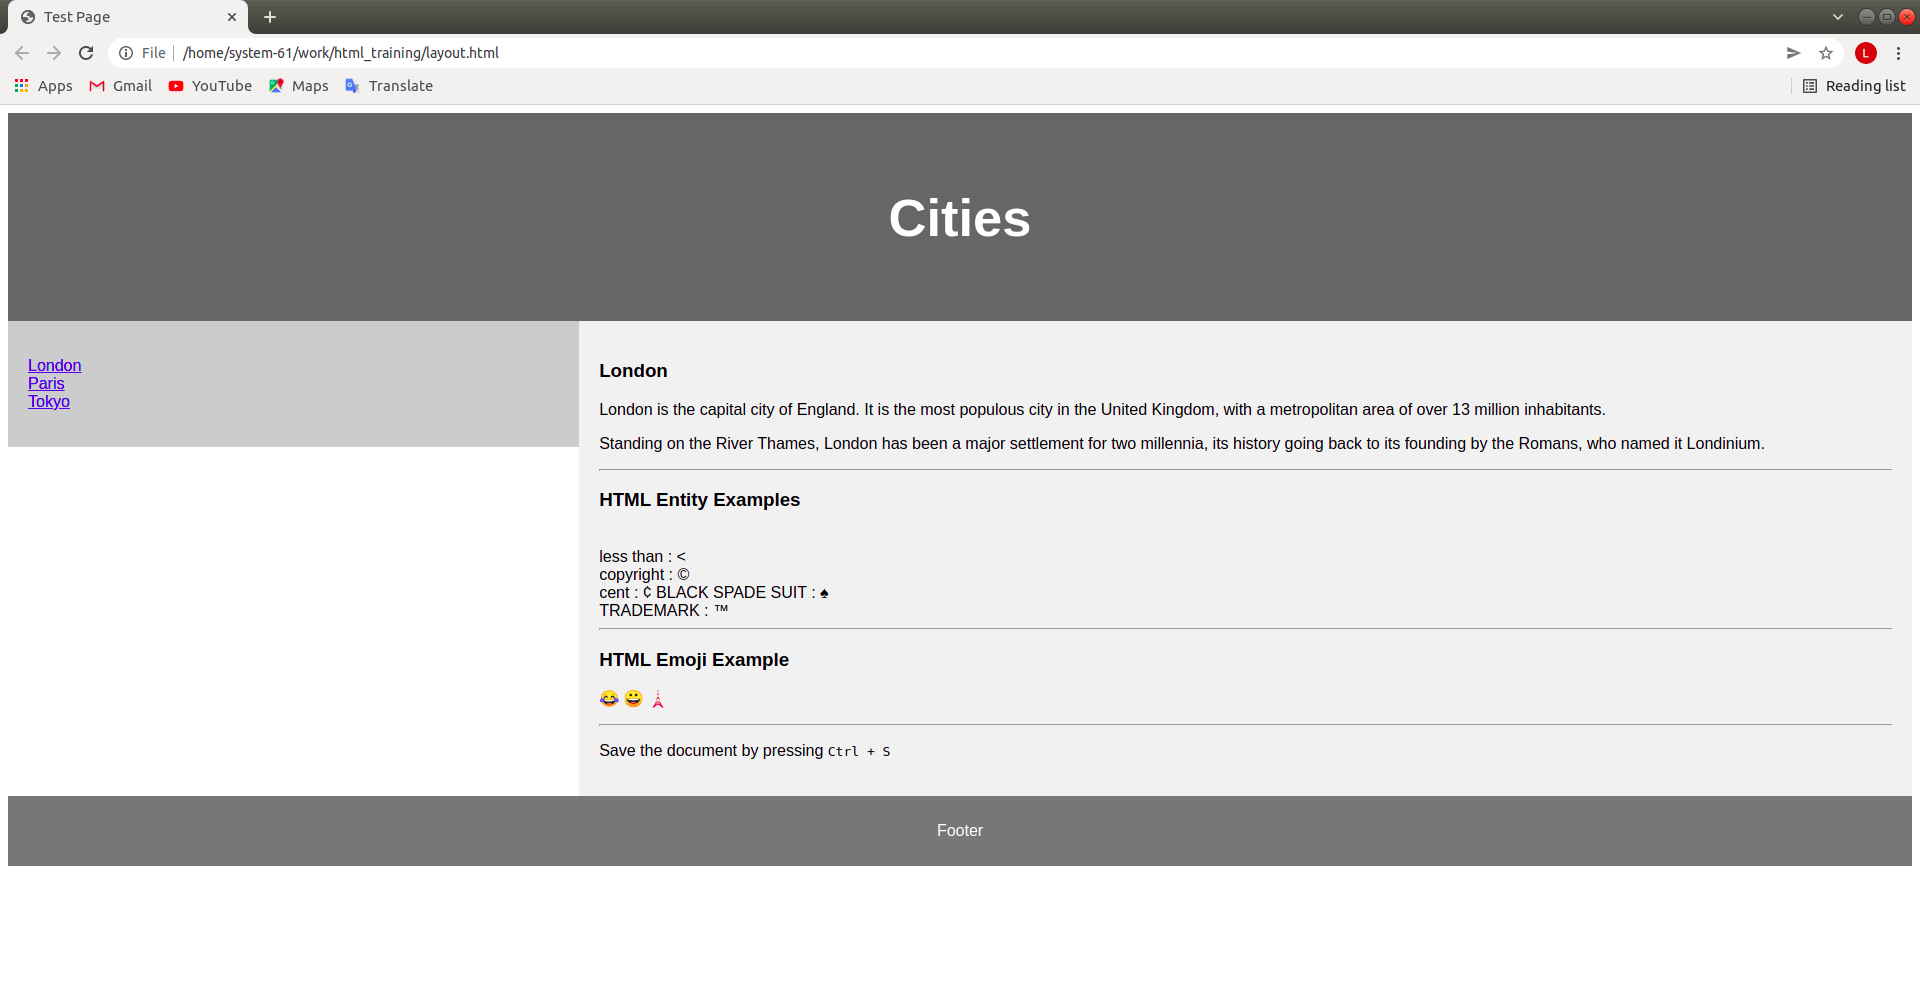 Test Page
File /home/system-61/work/html_training/layout.html
L
Apps Gmail YouTube Maps Translate Reading list
Cities
London
Paris
Tokyo
London
London is the capital city of England. It is the most populous city in the United Kingdom, with a metropolitan area of over 13 million inhabitants.
Standing on the River Thames, London has been a major settlement for two millennia, its history going back to its founding by the Romans, who named it Londinium.
HTML Entity Examples
less than : <
copyright : ©
cent : ¢ BLACK SPADE SUIT : ♠
TRADEMARK : ™
HTML Emoji Example
😂 😀 🗼
Save the document by pressing Ctrl + S
Footer